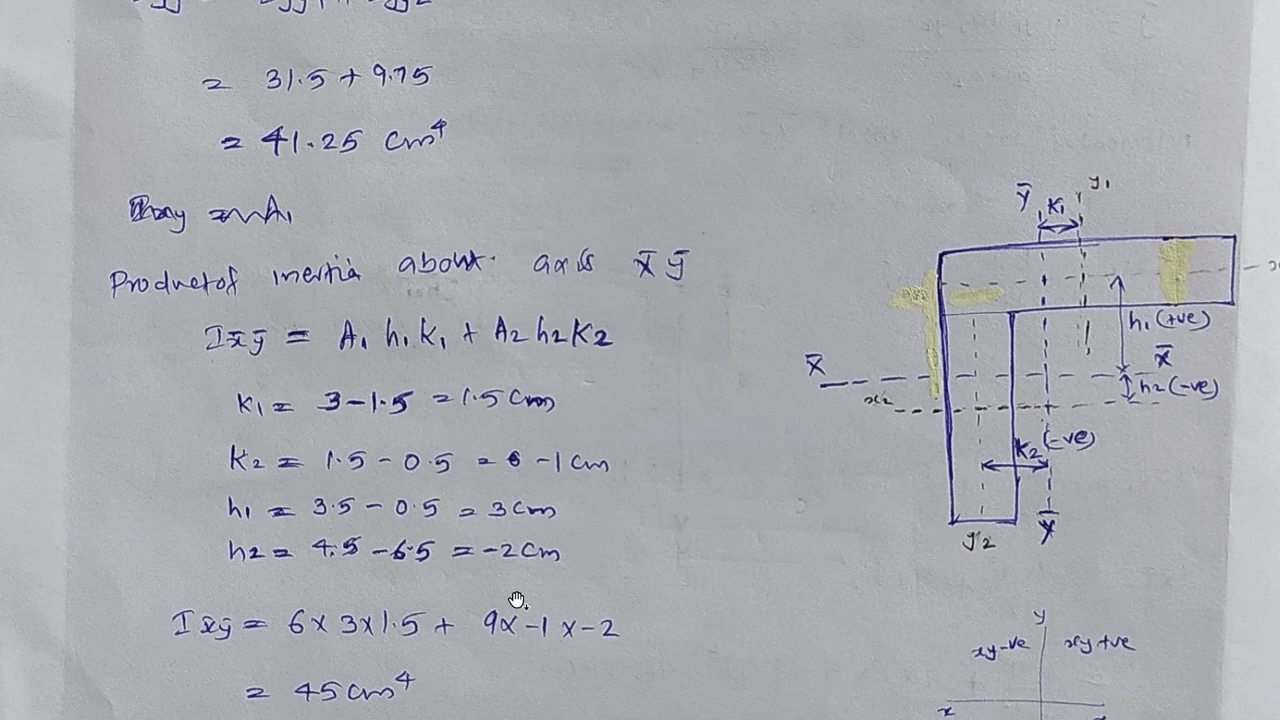 = 31.5 + 9.75
= 41.25 cm⁴
A₁
Product of inertia about axis x̄ ȳ
Ix̄ȳ = A₁ h₁ k₁ + A₂ h₂ k₂
k₁ = 3 - 1.5 = 1.5 cm
k₂ = 1.5 - 0.5 = -1 cm
h₁ = 3.5 - 0.5 = 3 cm
h₂ = 4.5 - 6.5 = -2 cm
Ix̄ȳ = 6 x 3 x 1.5 + 9 x -1 x -2
= 45 cm⁴
ȳ k₁ y₁
h₁ (+ve)
X̄ X̄
x₂ h₂ (-ve)
k₂ (-ve)
y₂ Ȳ
y
xy -ve xy +ve
x